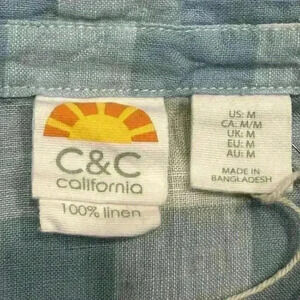 C&C
california
100% linen
US: M
CA: M/M
UK: M
EU: M
AU: M
MADE IN
BANGLADESH